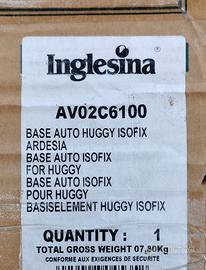 Inglesina
AV02C6100
BASE AUTO HUGGY ISOFIX
ARDESIA
BASE AUTO ISOFIX
FOR HUGGY
BASE AUTO ISOFIX
POUR HUGGY
BASISELEMENT HUGGY ISOFIX
QUANTITY : 1
TOTAL GROSS WEIGHT 07,80Kg
CONFORME AUX EXIGENCES DE SÉCURITÉ